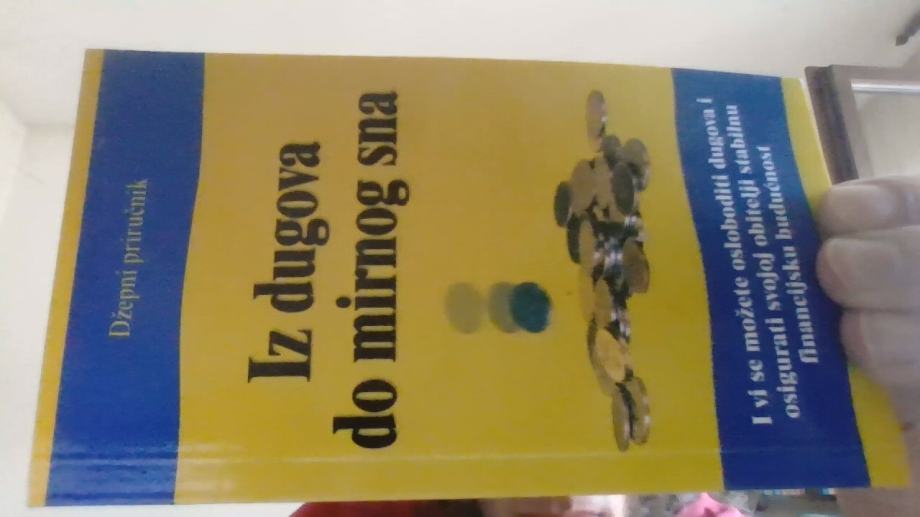 Džepni priručnik
Iz dugova
do mirnog sna
I vi se možete osloboditi dugova i
osigurati svojoj obitelji stabilnu
financijsku budućnost